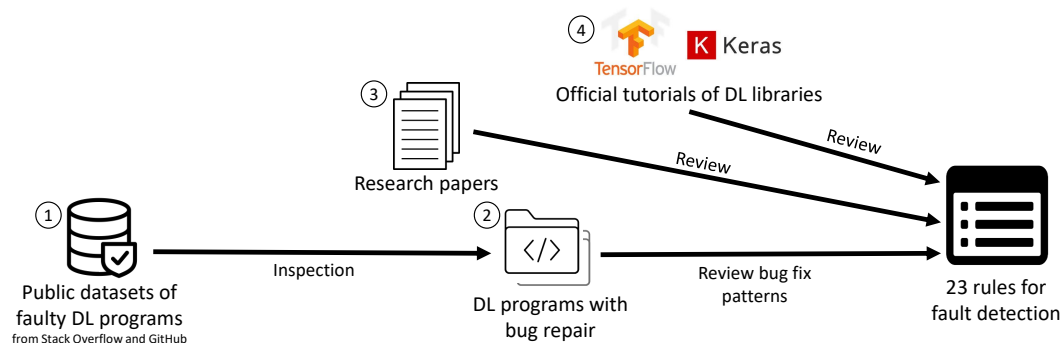 4
TensorFlow
K Keras
Official tutorials of DL libraries
3
Review
Review
Research papers
1
2
</>
Inspection
Review bug fix
patterns
Public datasets of
faulty DL programs
from Stack Overflow and GitHub
DL programs with
bug repair
23 rules for
fault detection